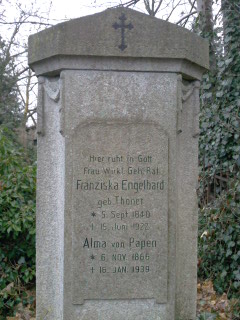 Hier ruht in Gott
Frau Wirkl. Geh. Rat
Franziska Engelhard
geb. Thonet
* 5. Sept. 1840
† 15. Juni 1922
Alma von Papen
* 6. NOV. 1866
† 16. JAN. 1939